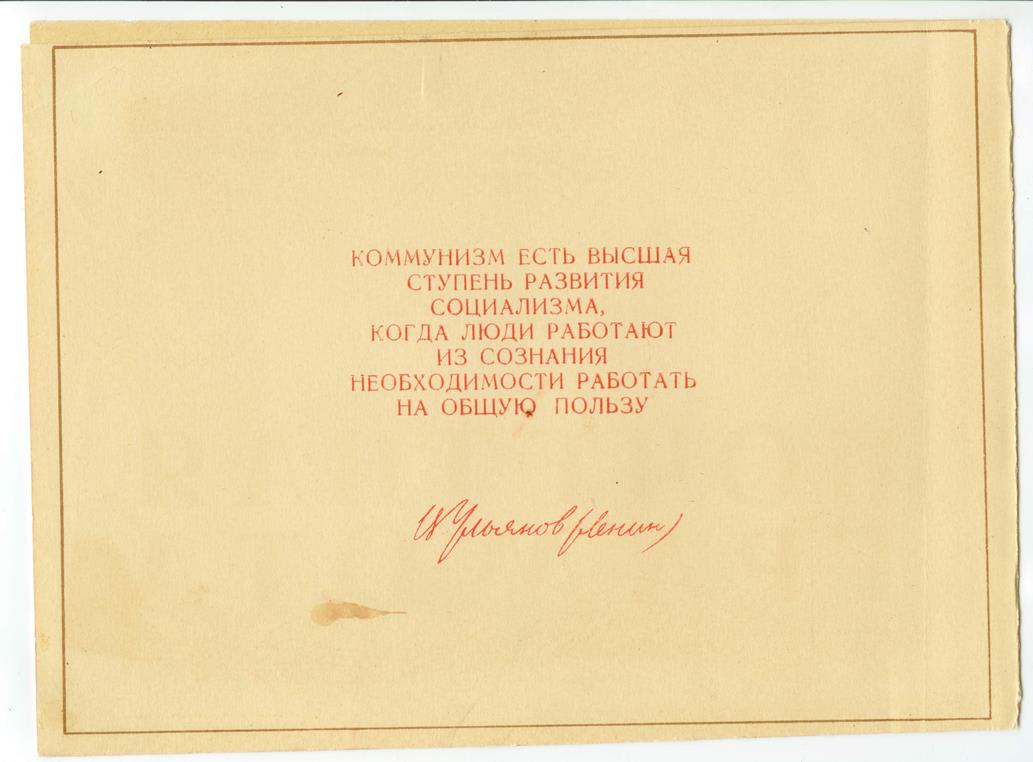 КОММУНИЗМ ЕСТЬ ВЫСШАЯ
СТУПЕНЬ РАЗВИТИЯ
СОЦИАЛИЗМА,
КОГДА ЛЮДИ РАБОТАЮТ
ИЗ СОЗНАНИЯ
НЕОБХОДИМОСТИ РАБОТАТЬ
НА ОБЩУЮ ПОЛЬЗУ
В Ульянов (Ленин)